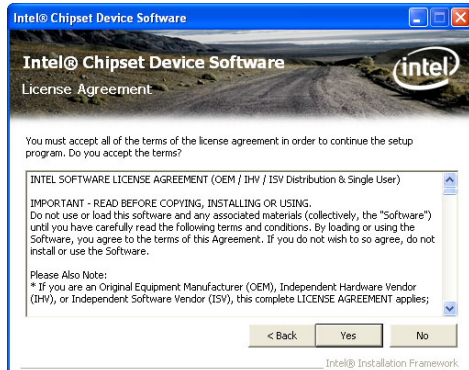 Intel® Chipset Device Software
Intel® Chipset Device Software
License Agreement
intel
You must accept all of the terms of the license agreement in order to continue the setup
program. Do you accept the terms?
INTEL SOFTWARE LICENSE AGREEMENT (OEM / IHV / ISV Distribution & Single User)
IMPORTANT - READ BEFORE COPYING, INSTALLING OR USING.
Do not use or load this software and any associated materials (collectively, the "Software")
until you have carefully read the following terms and conditions. By loading or using the
Software, you agree to the terms of this Agreement. If you do not wish to so agree, do not
install or use the Software.
Please Also Note:
* If you are an Original Equipment Manufacturer (OEM), Independent Hardware Vendor
(IHV), or Independent Software Vendor (ISV), this complete LICENSE AGREEMENT applies;
< Back Yes No
Intel® Installation Framework